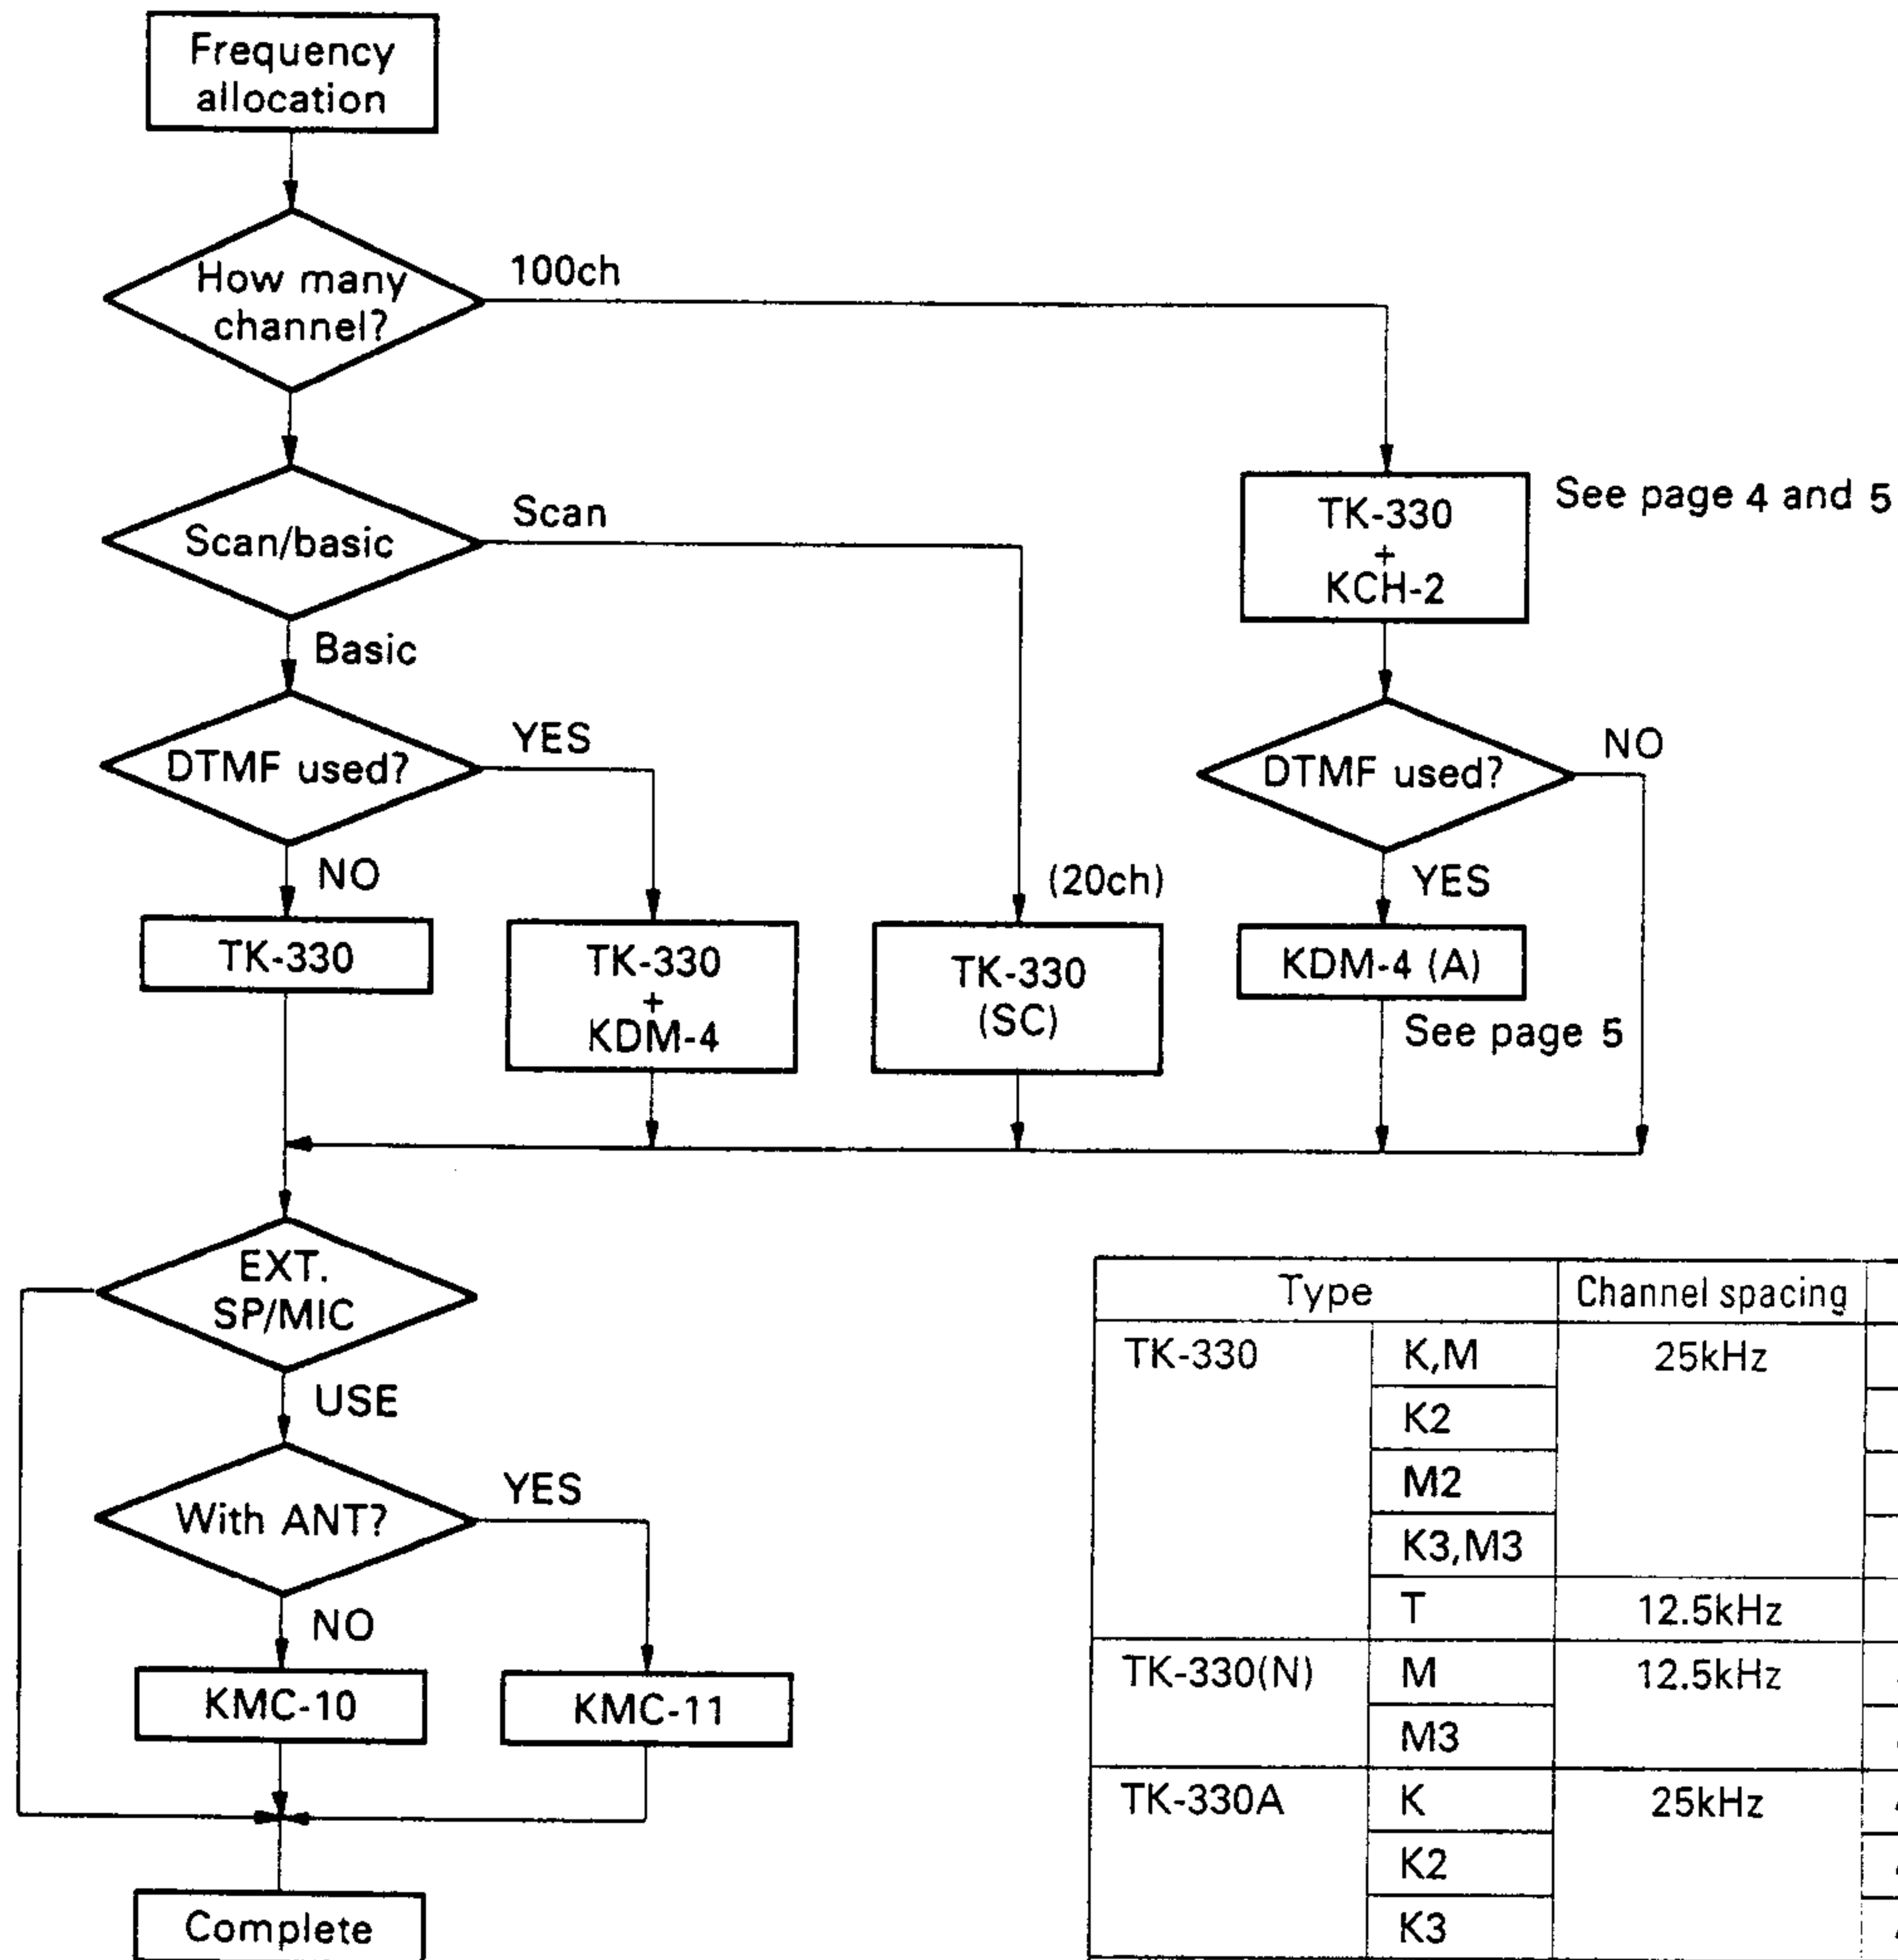 Frequency
allocation
How many
channel?
100ch
Scan/basic
Scan
Basic
TK-330
+
KCH-2
See page 4 and 5
DTMF used?
YES
NO
DTMF used?
NO
YES
TK-330
TK-330
+
KDM-4
(20ch)
TK-330
(SC)
KDM-4 (A)
See page 5
EXT.
SP/MIC
USE
With ANT?
YES
NO
KMC-10
KMC-11
Complete
Type Channel spacing
TK-330 K,M 25kHz
K2
M2
K3,M3
T 12.5kHz
TK-330(N) M 12.5kHz
M3
TK-330A K 25kHz
K2
K3